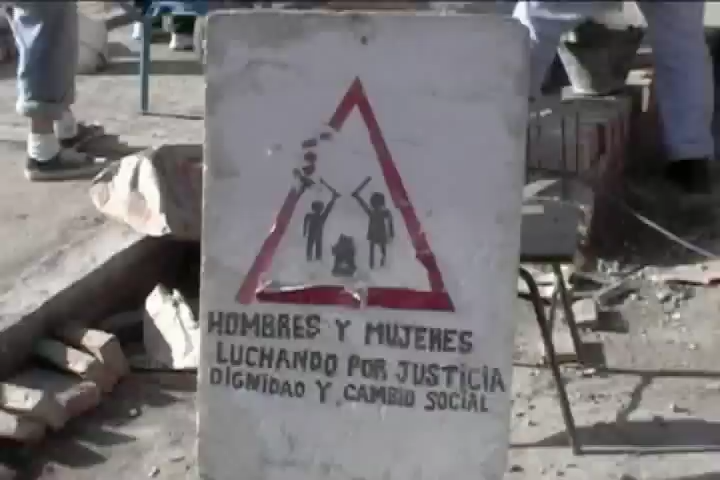 HOMBRES Y MUJERES
LUCHANDO POR JUSTICIA
DIGNIDAD Y CAMBIO SOCIAL